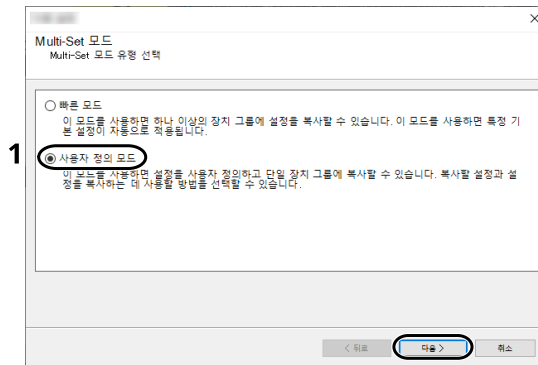 Multi-Set 모드
Multi-Set 모드 유형 선택
빠른 모드
이 모드를 사용하면 하나 이상의 장치 그룹에 설정을 복사할 수 있습니다. 이 모드를 사용하면 특정 기
본 설정이 자동으로 적용됩니다.
1
사용자 정의 모드
이 모드를 사용하면 설정을 사용자 정의하고 단일 장치 그룹에 복사할 수 있습니다. 복사할 설정과 설
정을 복사하는 데 사용할 방법을 선택할 수 있습니다.
< 뒤로
다음 >
취소